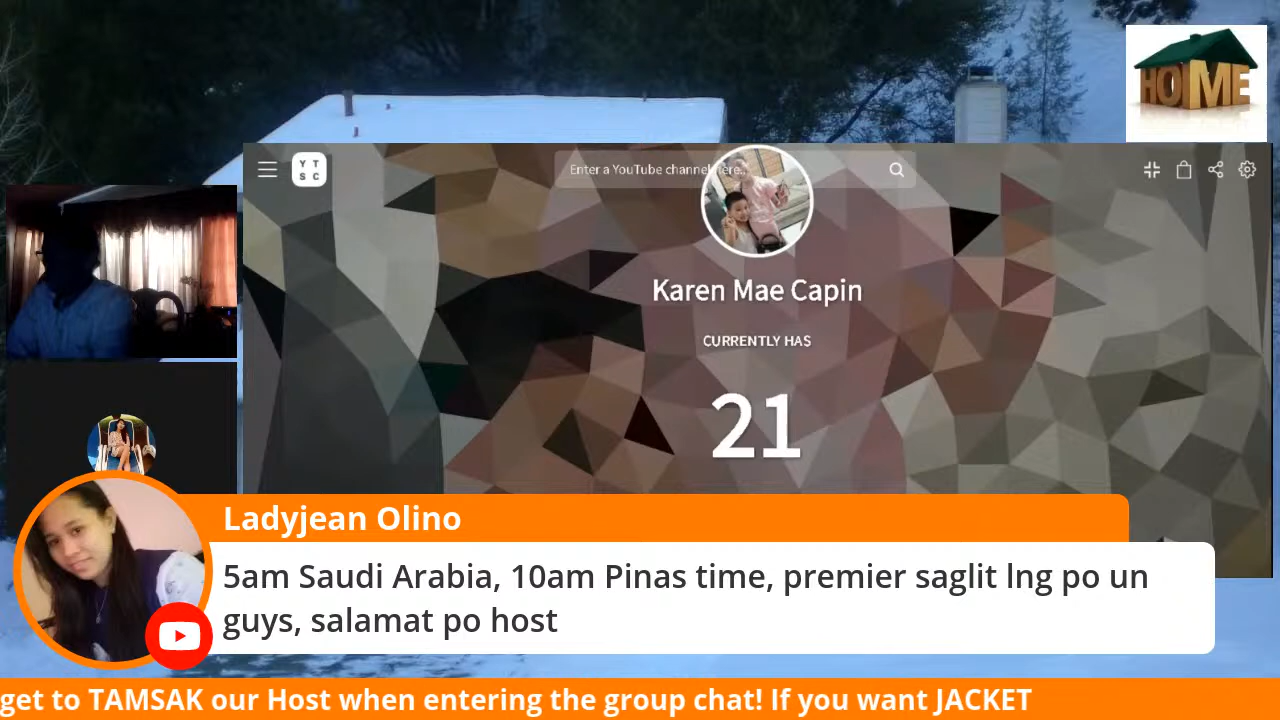 HOME
Y T
S C
Enter a YouTube channel here...
Karen Mae Capin
CURRENTLY HAS
21
Ladyjean Olino
5am Saudi Arabia, 10am Pinas time, premier saglit lng po un
guys, salamat po host
get to TAMSAK our Host when entering the group chat! If you want JACKET